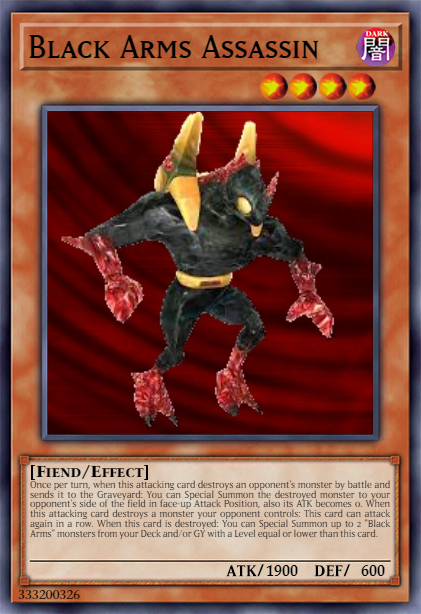 Black Arms Assassin
DARK
闇
[Fiend/Effect]
Once per turn, when this attacking card destroys an opponent's monster by battle and
sends it to the Graveyard: You can Special Summon the destroyed monster to your
opponent's side of the field in face-up Attack Position, also its ATK becomes 0. When
this attacking card destroys a monster your opponent controls: This card can attack
again in a row. When this card is destroyed: You can Special Summon up to 2 "Black
Arms" monsters from your Deck and/or GY with a Level equal or lower than this card.
ATK/1900 DEF/ 600
333200326